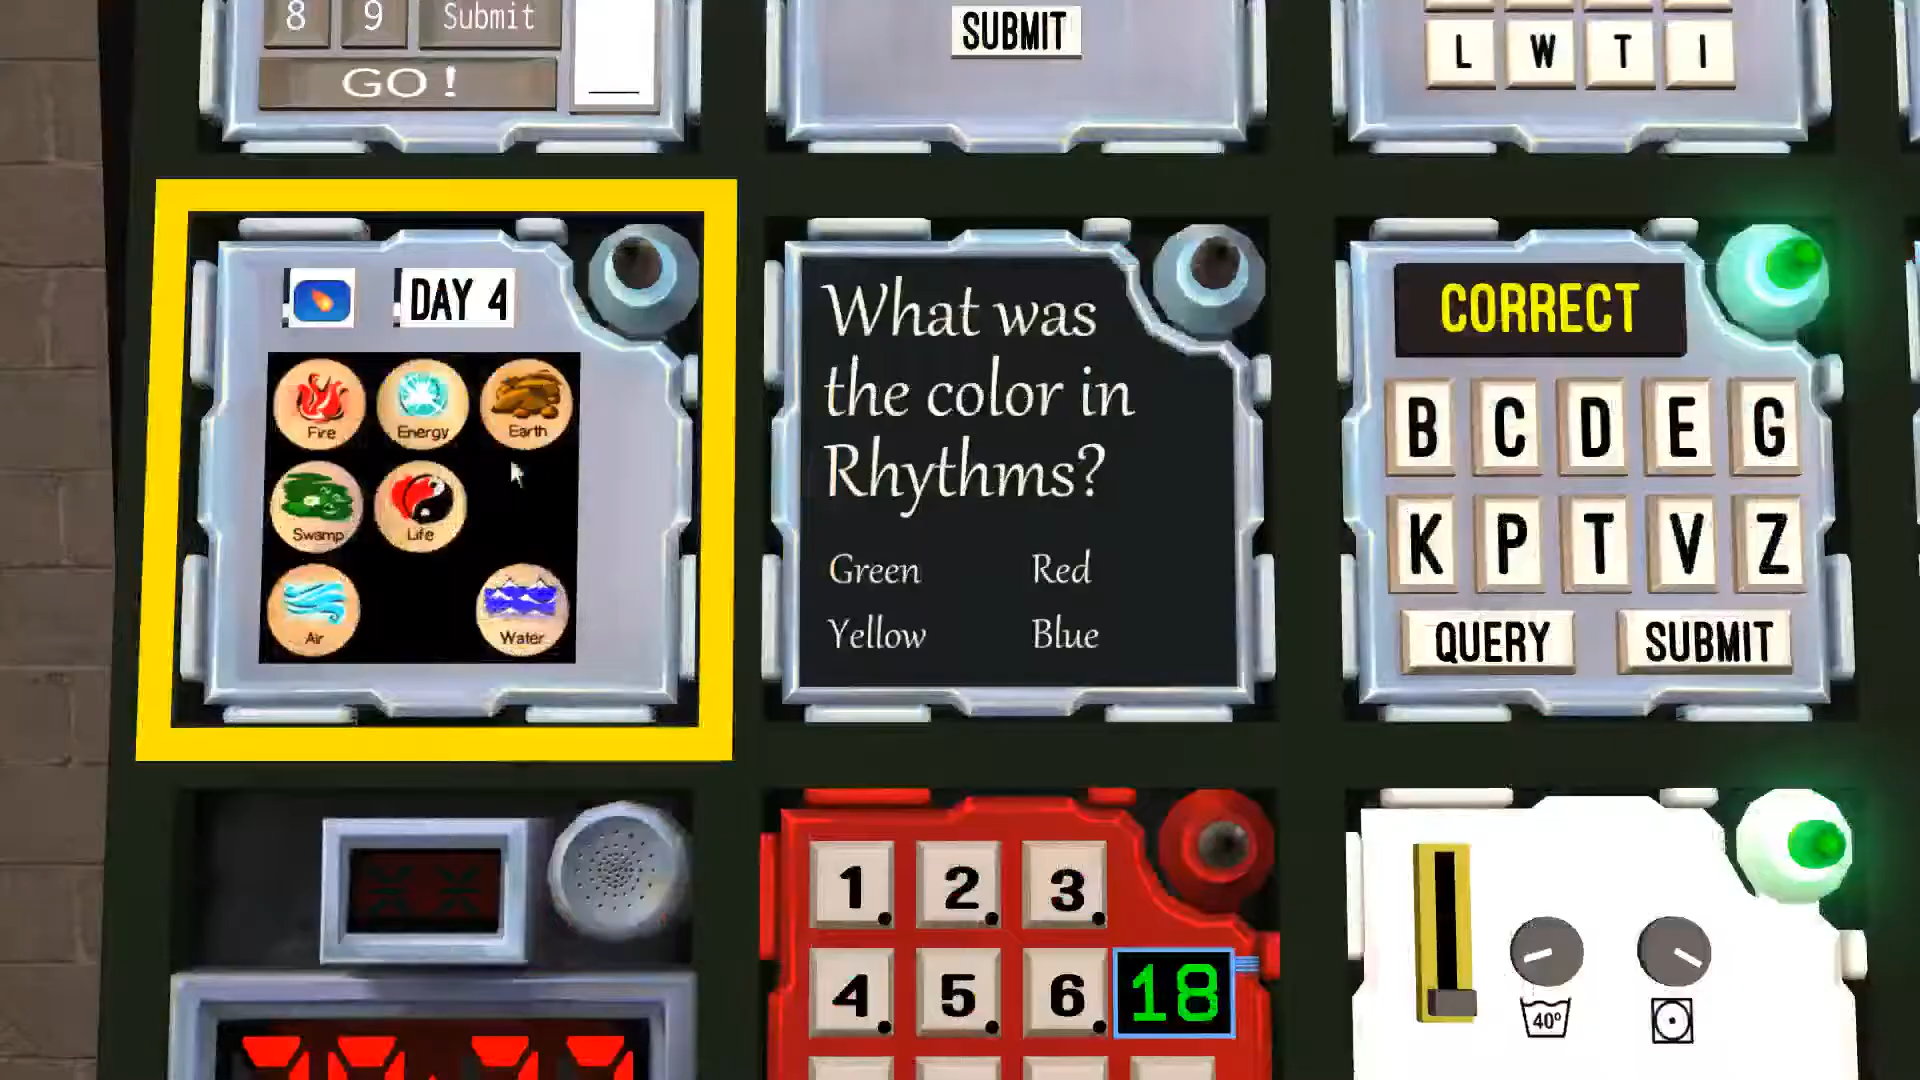 8 9 Submit
GO !
SUBMIT
L W T I
DAY 4
Fire Energy Earth
Swamp Life
Air Water
What was
the color in
Rhythms?
Green Red
Yellow Blue
CORRECT
B C D E G
K P T V Z
QUERY SUBMIT
1 2 3
4 5 6 18
40°